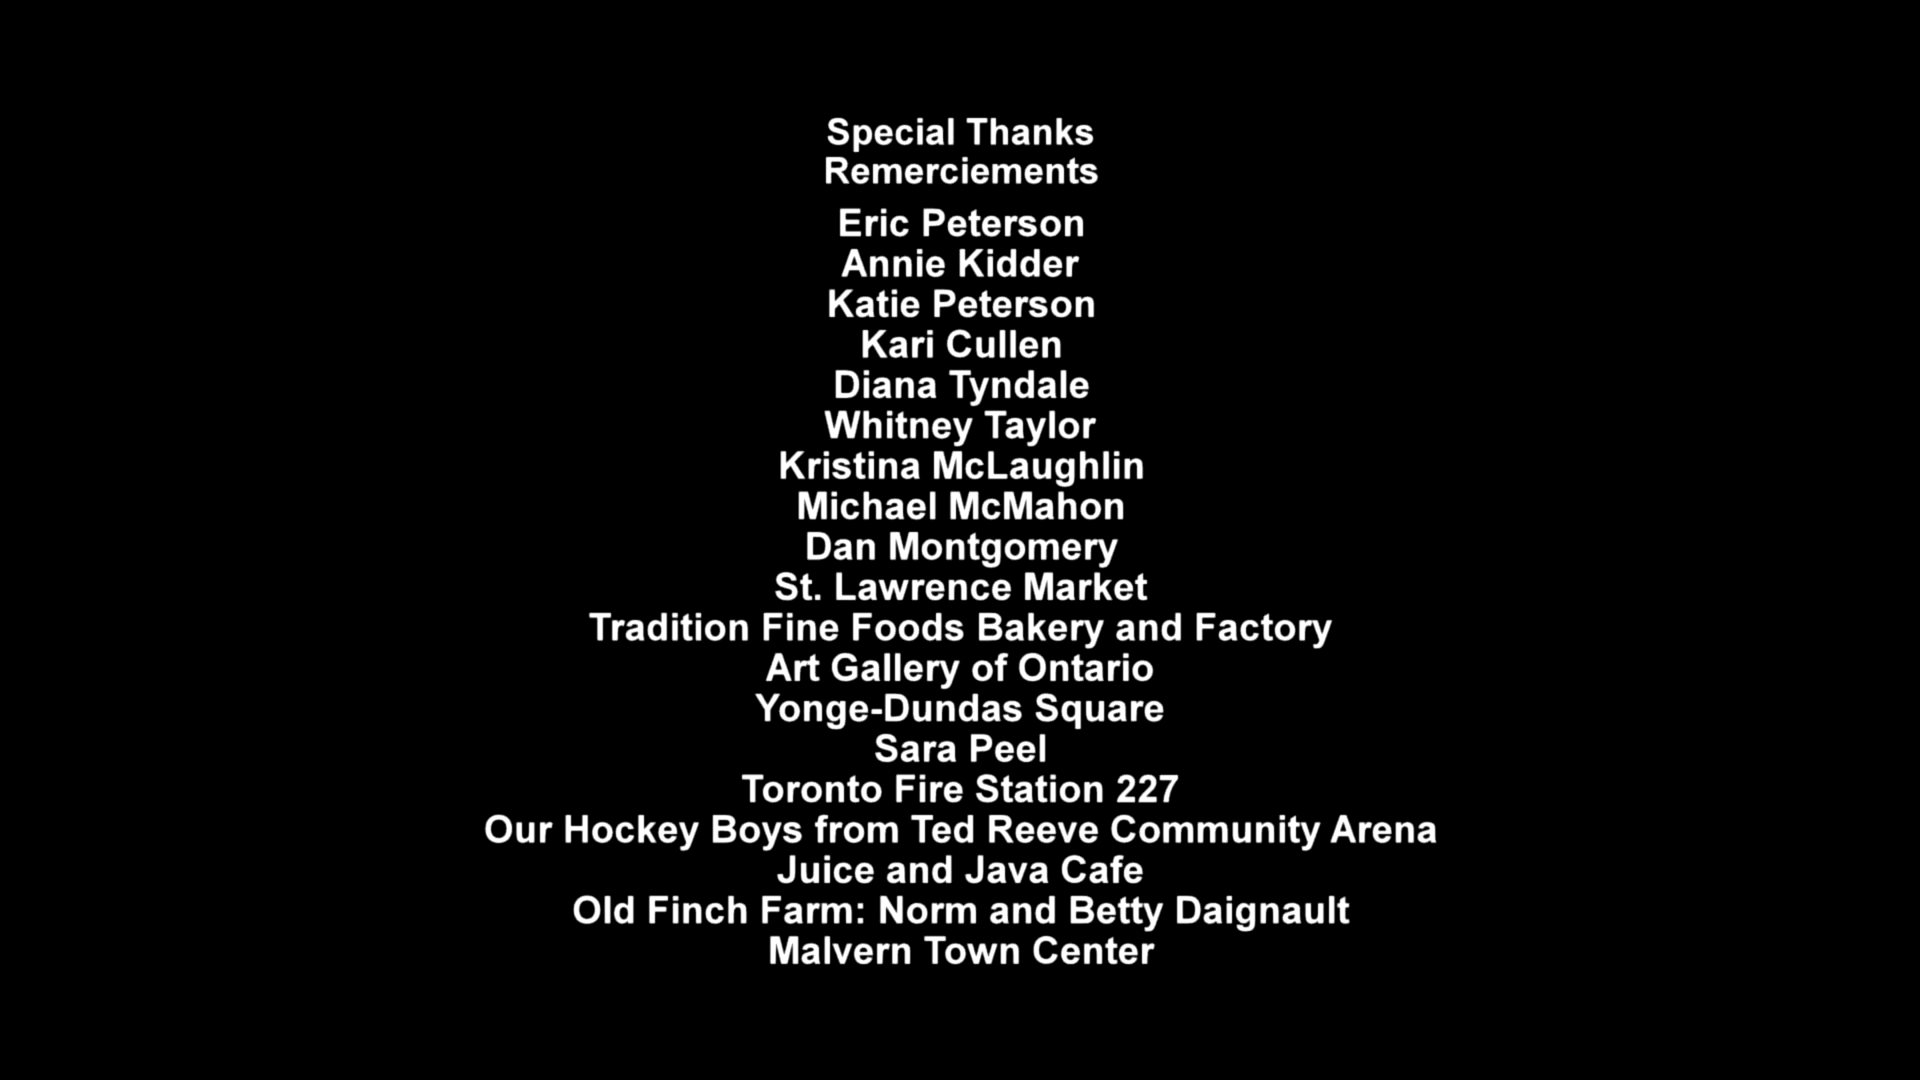 Special Thanks
Remerciements
Eric Peterson
Annie Kidder
Katie Peterson
Kari Cullen
Diana Tyndale
Whitney Taylor
Kristina McLaughlin
Michael McMahon
Dan Montgomery
St. Lawrence Market
Tradition Fine Foods Bakery and Factory
Art Gallery of Ontario
Yonge-Dundas Square
Sara Peel
Toronto Fire Station 227
Our Hockey Boys from Ted Reeve Community Arena
Juice and Java Cafe
Old Finch Farm: Norm and Betty Daignault
Malvern Town Center